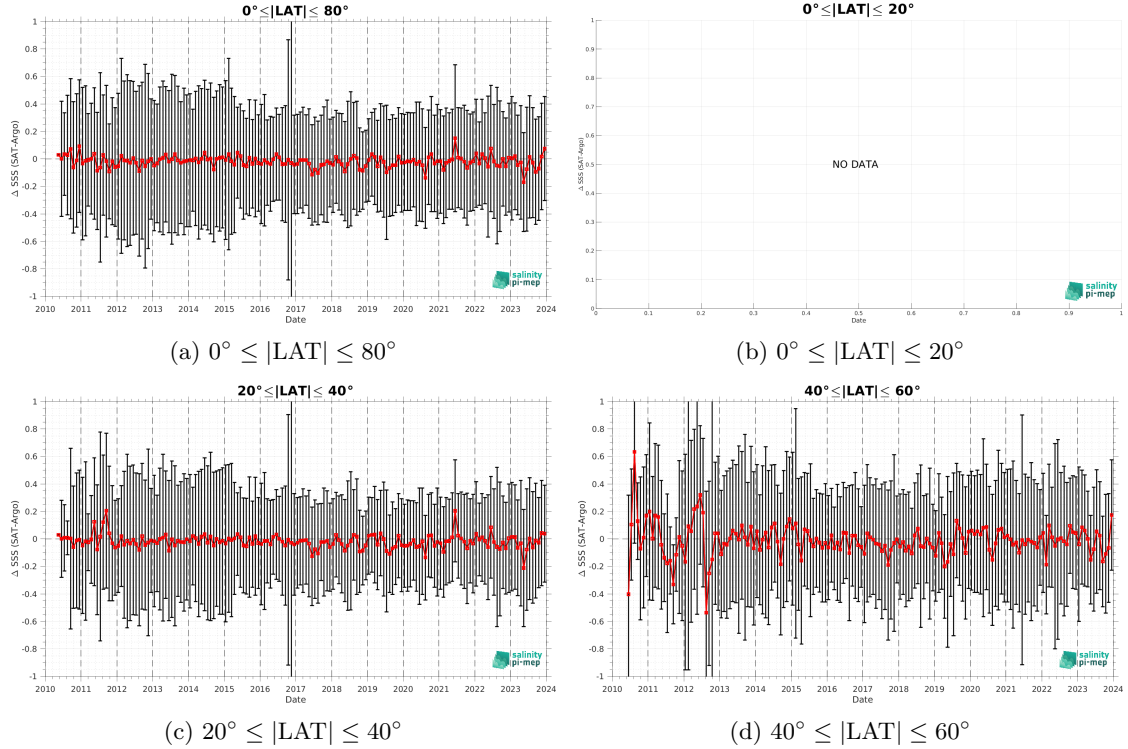 0°≤|LAT|≤ 80°
1
0.8
0.6
0.4
0.2
0
-0.2
-0.4
-0.6
-0.8
-1
Δ SSS (SAT-Argo)
2010 2011 2012 2013 2014 2015 2016 2017 2018 2019 2020 2021 2022 2023 2024
Date
salinity
pi-mep
(a) 0° ≤ |LAT| ≤ 80°
0°≤|LAT|≤ 20°
1
0.9
0.8
0.7
0.6
0.5
0.4
0.3
0.2
0.1
0
Δ SSS (SAT-Argo)
NO DATA
0 0.1 0.2 0.3 0.4 0.5 0.6 0.7 0.8 0.9 1
Date
salinity
pi-mep
(b) 0° ≤ |LAT| ≤ 20°
20°≤|LAT|≤ 40°
1
0.8
0.6
0.4
0.2
0
-0.2
-0.4
-0.6
-0.8
-1
Δ SSS (SAT-Argo)
2010 2011 2012 2013 2014 2015 2016 2017 2018 2019 2020 2021 2022 2023 2024
Date
salinity
pi-mep
(c) 20° ≤ |LAT| ≤ 40°
40°≤|LAT|≤ 60°
1
0.8
0.6
0.4
0.2
0
-0.2
-0.4
-0.6
-0.8
-1
Δ SSS (SAT-Argo)
2010 2011 2012 2013 2014 2015 2016 2017 2018 2019 2020 2021 2022 2023 2024
Date
salinity
pi-mep
(d) 40° ≤ |LAT| ≤ 60°